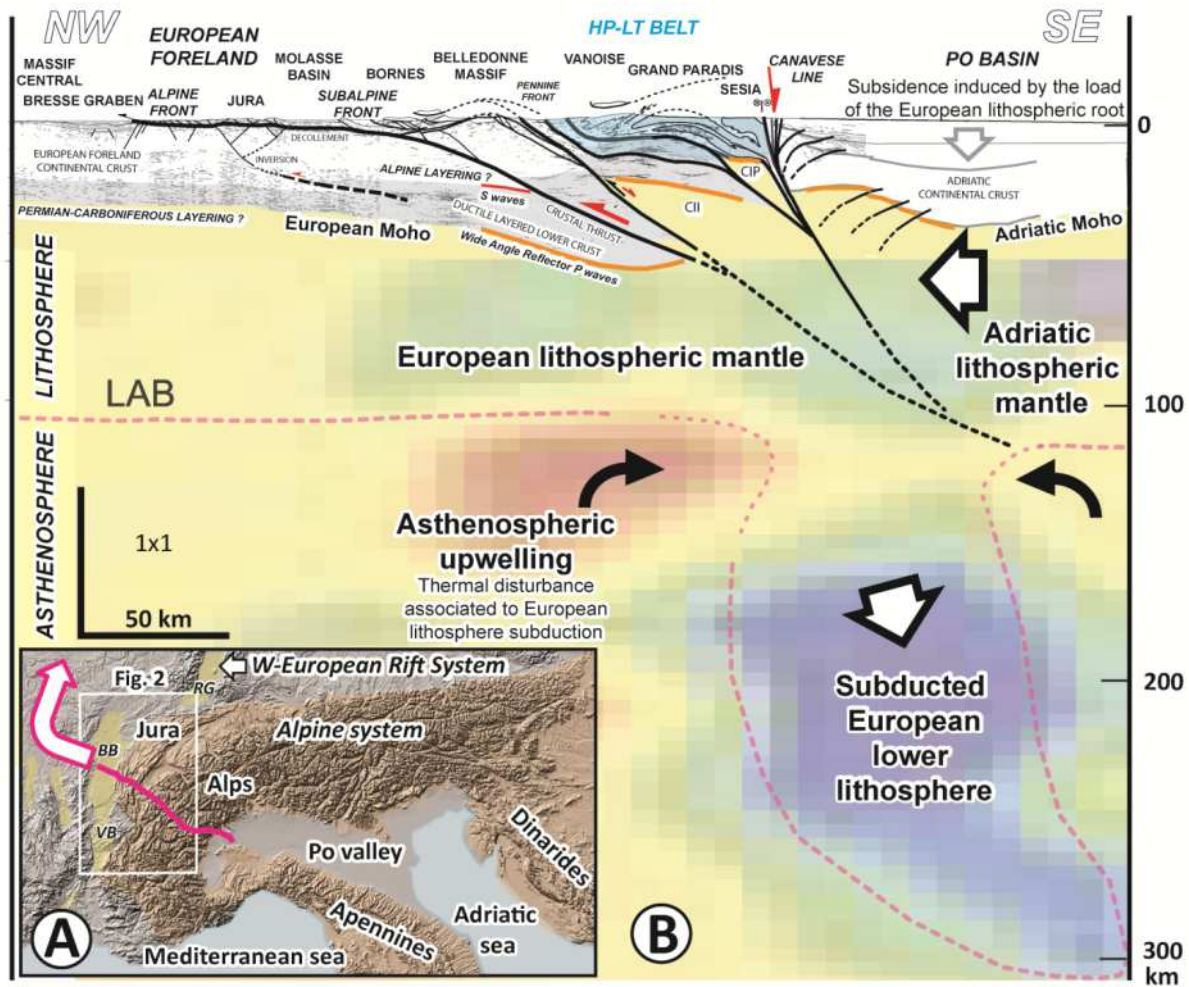 NW
EUROPEAN
FORELAND
HP-LT BELT
SE
MASSIF
CENTRAL
BRESSE GRABEN
ALPINE
FRONT
JURA
MOLASSE
BASIN
SUBALPINE
FRONT
BORNES
BELLEDONNE
MASSIF
PENNINE
FRONT
VANOISE
GRAND PARADIS
SESIA
CANAVESE
LINE
PO BASIN
Subsidence induced by the load
of the European lithospheric root
0
EUROPEAN FORELAND
CONTINENTAL CRUST
DECOLLEMENT
INVERSION
ALPINE LAYERING ?
S waves
CRUSTAL THRUST
DUCTILE LAYERED LOWER CRUST
Wide Angle Reflector P waves
CII
CIP
ADRIATIC
CONTINENTAL CRUST
PERMIAN-CARBONIFEROUS LAYERING ?
European Moho
Adriatic Moho
LITHOSPHERE
European lithospheric mantle
Adriatic
lithospheric
mantle
LAB
100
ASTHENOSPHERE
1x1
50 km
Asthenospheric
upwelling
Thermal disturbance
associated to European
lithosphere subduction
Subducted
European
lower
lithosphere
200
300
km
Fig. 2
W-European Rift System
RG
Jura
Alpine system
BB
Alps
VB
Po valley
Dinarides
Apennines
Adriatic
sea
Mediterranean sea
A
B